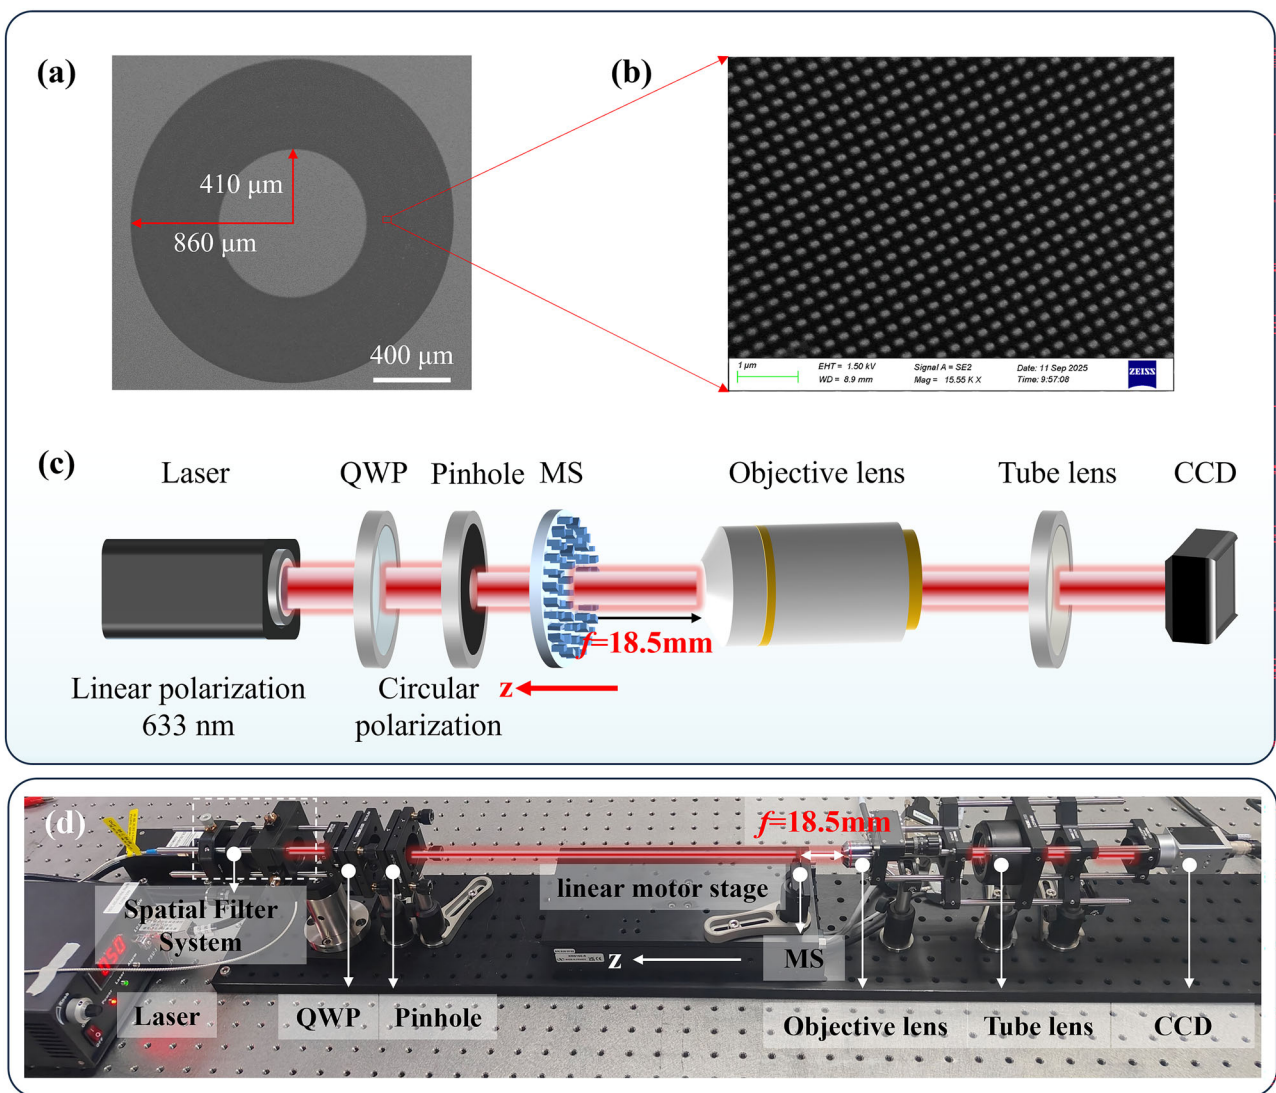 (a)
410 μm
860 μm
400 μm
(b)
1 μm
EHT = 1.50 kV
WD = 8.9 mm
Signal A = SE2
Mag = 15.55 K X
Date: 11 Sep 2025
Time: 9:57:08
ZEISS
(c)
Laser
QWP
Pinhole
MS
Objective lens
Tube lens
CCD
f=18.5mm
z
Linear polarization
633 nm
Circular
polarization
(d)
f=18.5mm
linear motor stage
Spatial Filter
System
z
MS
Laser
QWP
Pinhole
Objective lens
Tube lens
CCD
050